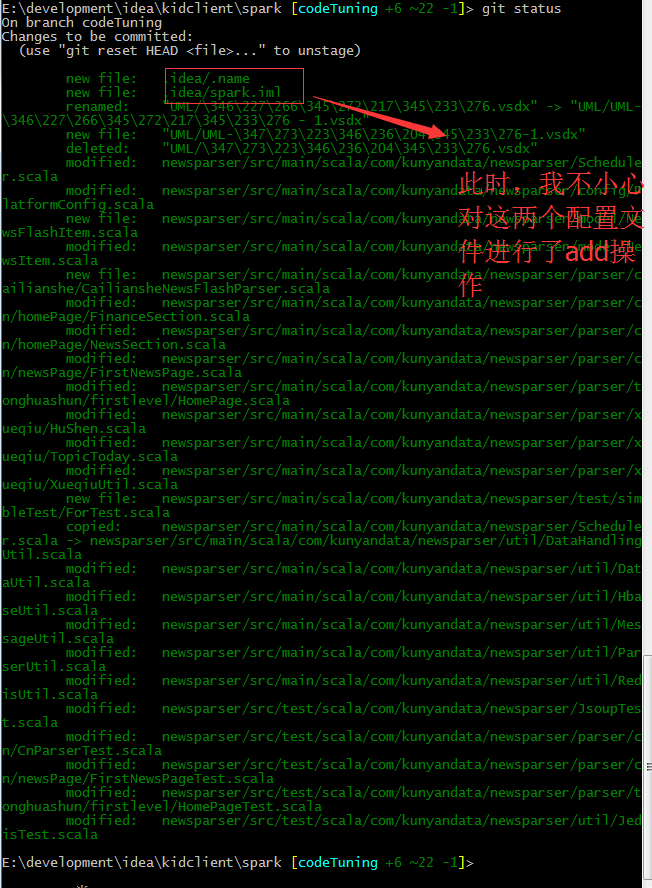 E:\development\idea\kidclient\spark [codeTuning +6 ~22 -1]> git status
On branch codeTuning
Changes to be committed:
  (use "git reset HEAD <file>..." to unstage)
new file:   .idea/.name
new file:   .idea/spark.iml
renamed:    "UML/\346\227\266\345\272\217\345\233\276.vsdx" -> "UML/UML-
\346\227\266\345\272\217\345\233\276 - 1.vsdx"
new file:   "UML/UML-\347\273\223\346\236\204\345\233\276-1.vsdx"
deleted:    "UML/\347\273\223\346\236\204\345\233\276.vsdx"
modified:   newsparser/src/main/scala/com/kunyandata/newsparser/Schedule
r.scala
modified:   newsparser/src/main/scala/com/kunyandata/newsparser/config/P
latformConfig.scala
modified:   newsparser/src/main/scala/com/kunyandata/newsparser/
wsFlashItem.scala
modified:   newsparser/src/main/scala/com/kunyandata/newsparser/
wsItem.scala
new file:   newsparser/src/main/scala/com/kunyandata/newsparser/parser/c
ailianshe/CailiansheNewsFlashParser.scala
modified:   newsparser/src/main/scala/com/kunyandata/newsparser/parser/c
n/homePage/FinanceSection.scala
modified:   newsparser/src/main/scala/com/kunyandata/newsparser/parser/c
n/homePage/NewsSection.scala
modified:   newsparser/src/main/scala/com/kunyandata/newsparser/parser/c
n/newsPage/FirstNewsPage.scala
modified:   newsparser/src/main/scala/com/kunyandata/newsparser/parser/t
onghuashun/firstlevel/HomePage.scala
modified:   newsparser/src/main/scala/com/kunyandata/newsparser/parser/x
ueqiu/HuShen.scala
modified:   newsparser/src/main/scala/com/kunyandata/newsparser/parser/x
ueqiu/TopicToday.scala
modified:   newsparser/src/main/scala/com/kunyandata/newsparser/parser/x
ueqiu/XueqiuUtil.scala
new file:   newsparser/src/main/scala/com/kunyandata/newsparser/test/sim
bleTest/ForTest.scala
copied:     newsparser/src/main/scala/com/kunyandata/newsparser/Schedule
r.scala -> newsparser/src/main/scala/com/kunyandata/newsparser/util/DataHandling
Util.scala
modified:   newsparser/src/main/scala/com/kunyandata/newsparser/util/Dat
aUtil.scala
modified:   newsparser/src/main/scala/com/kunyandata/newsparser/util/Hba
seUtil.scala
modified:   newsparser/src/main/scala/com/kunyandata/newsparser/util/Mes
sageUtil.scala
modified:   newsparser/src/main/scala/com/kunyandata/newsparser/util/Par
serUtil.scala
modified:   newsparser/src/main/scala/com/kunyandata/newsparser/util/Red
isUtil.scala
modified:   newsparser/src/test/scala/com/kunyandata/newsparser/JsoupTes
t.scala
modified:   newsparser/src/test/scala/com/kunyandata/newsparser/parser/c
n/CnParserTest.scala
modified:   newsparser/src/test/scala/com/kunyandata/newsparser/parser/c
n/newsPage/FirstNewsPageTest.scala
modified:   newsparser/src/test/scala/com/kunyandata/newsparser/parser/t
onghuashun/firstlevel/HomePageTest.scala
modified:   newsparser/src/test/scala/com/kunyandata/newsparser/util/Jed
isTest.scala
E:\development\idea\kidclient\spark [codeTuning +6 ~22 -1]>
此时，我不小心
对这两个配置文
件进行了add操
作